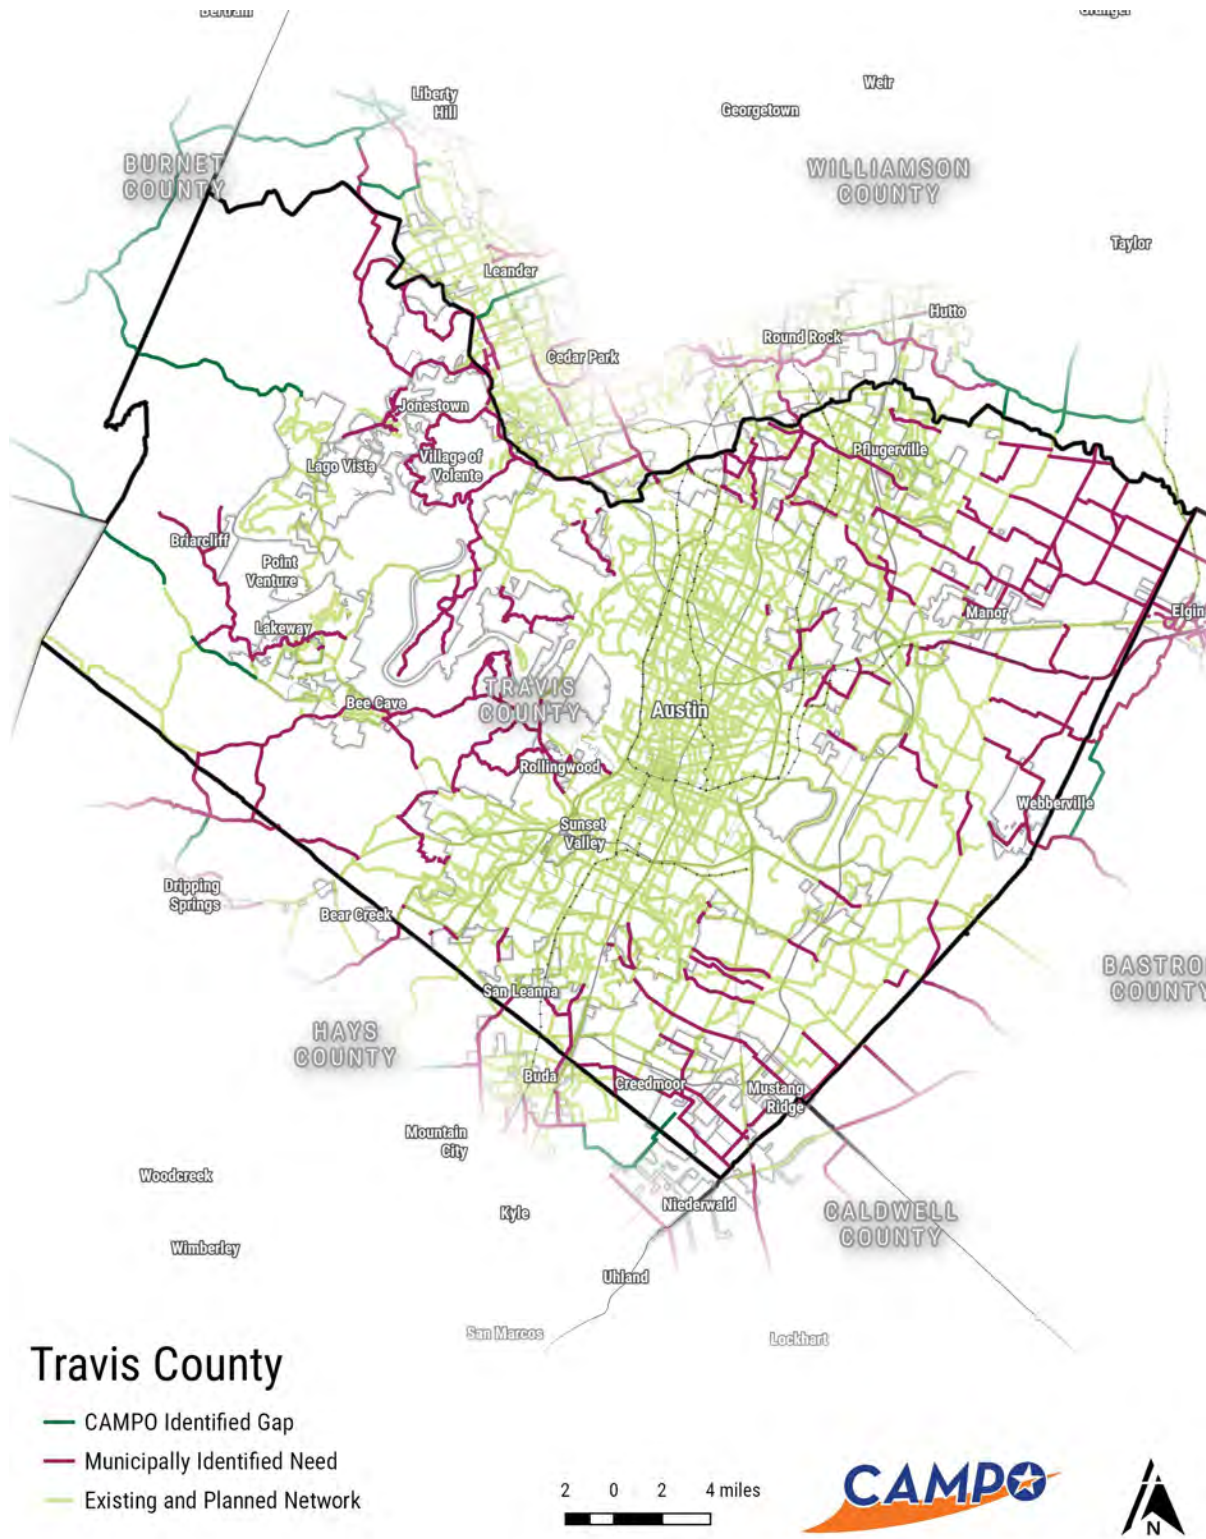 Bertram
Granger
Weir
Liberty
Hill
Georgetown
BURNET
COUNTY
WILLIAMSON
COUNTY
Taylor
Leander
Hutto
Round Rock
Cedar Park
Jonestown
Pflugerville
Village of
Volente
Lago Vista
Briarcliff
Point
Venture
Manor
Elgin
Lakeway
TRAVIS
COUNTY
Bee Cave
Austin
Rollingwood
Webberville
Sunset
Valley
Dripping
Springs
Bear Creek
BASTRO
COUNTY
San Leanna
HAYS
COUNTY
Buda
Creedmoor
Mustang
Ridge
Mountain
City
Woodcreek
Niederwald
Kyle
CALDWELL
COUNTY
Wimberley
Uhland
San Marcos
Lockhart
Travis County
CAMPO Identified Gap
Municipally Identified Need
Existing and Planned Network
2 0 2 4 miles
CAMPO
N